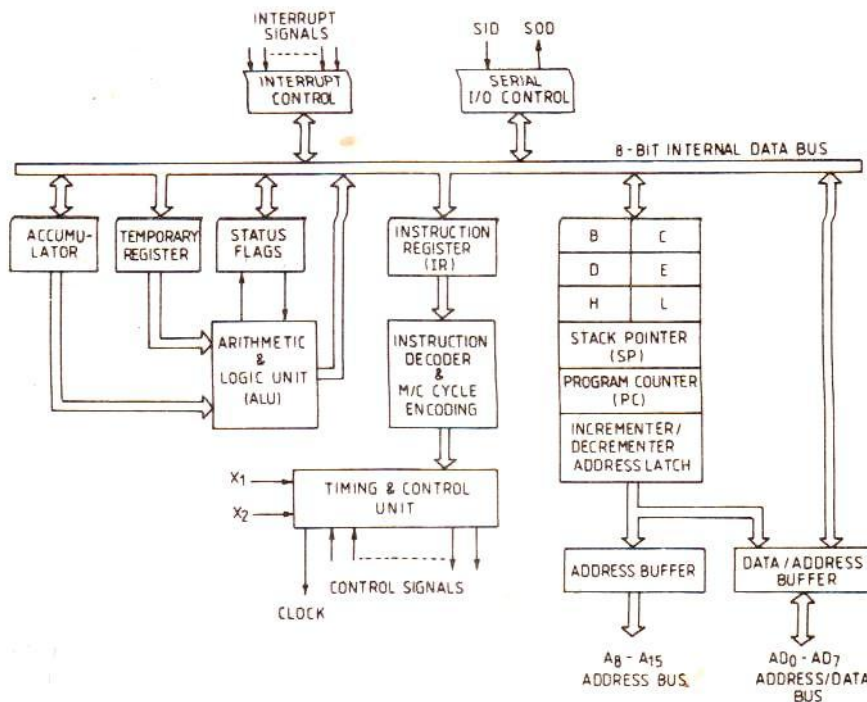 INTERRUPT
SIGNALS
SID
SOD
INTERRUPT
CONTROL
SERIAL
I/O CONTROL
8-BIT INTERNAL DATA BUS
ACCUMU-
LATOR
TEMPORARY
REGISTER
STATUS
FLAGS
INSTRUCTION
REGISTER
(IR)
B
C
D
E
H
L
STACK POINTER
(SP)
PROGRAM COUNTER
(PC)
INCREMENTER/
DECREMENTER
ADDRESS LATCH
ARITHMETIC
&
LOGIC UNIT
(ALU)
INSTRUCTION
DECODER
&
M/C CYCLE
ENCODING
X1
X2
TIMING & CONTROL
UNIT
CONTROL SIGNALS
CLOCK
ADDRESS BUFFER
DATA/ADDRESS
BUFFER
A8 - A15
ADDRESS BUS
AD0 - AD7
ADDRESS/DATA
BUS